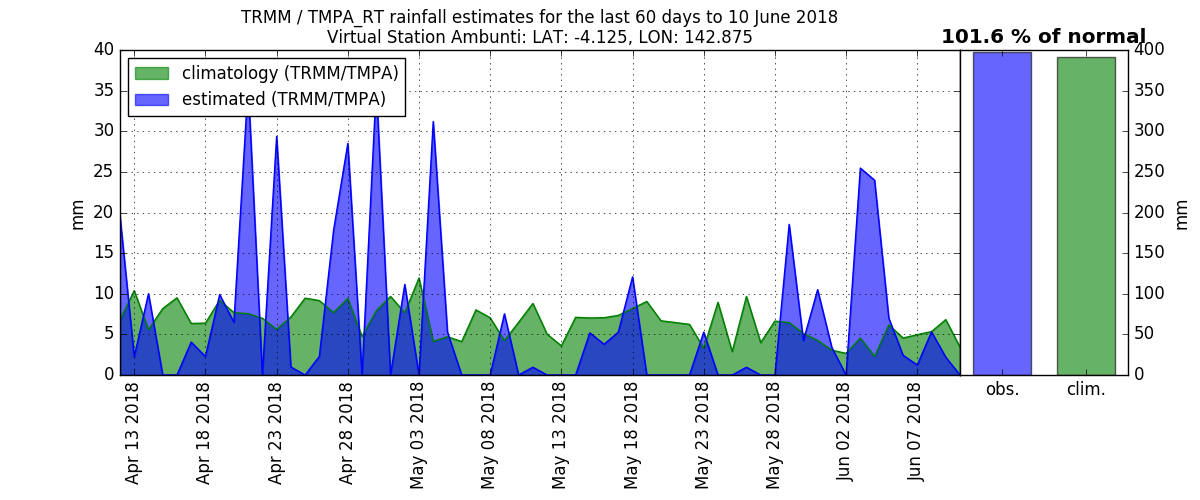 TRMM / TMPA_RT rainfall estimates for the last 60 days to 10 June 2018
Virtual Station Ambunti: LAT: -4.125, LON: 142.875
101.6 % of normal
climatology (TRMM/TMPA)
estimated (TRMM/TMPA)
mm
40
35
30
25
20
15
10
5
0
Apr 13 2018
Apr 18 2018
Apr 23 2018
Apr 28 2018
May 03 2018
May 08 2018
May 13 2018
May 18 2018
May 23 2018
May 28 2018
Jun 02 2018
Jun 07 2018
obs.
clim.
400
350
300
250
200
150
100
50
0
mm